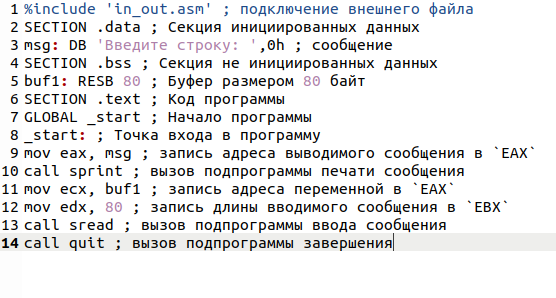 1 %include 'in_out.asm' ; подключение внешнего файла
2 SECTION .data ; Секция инициированных данных
3 msg: DB 'Введите строку: ',0h ; сообщение
4 SECTION .bss ; Секция не инициированных данных
5 buf1: RESB 80 ; Буфер размером 80 байт
6 SECTION .text ; Код программы
7 GLOBAL _start ; Начало программы
8 _start: ; Точка входа в программу
9 mov eax, msg ; запись адреса выводимого сообщения в `EAX`
10 call sprint ; вызов подпрограммы печати сообщения
11 mov ecx, buf1 ; запись адреса переменной в `EAX`
12 mov edx, 80 ; запись длины вводимого сообщения в `EBX`
13 call sread ; вызов подпрограммы ввода сообщения
14 call quit ; вызов подпрограммы завершения